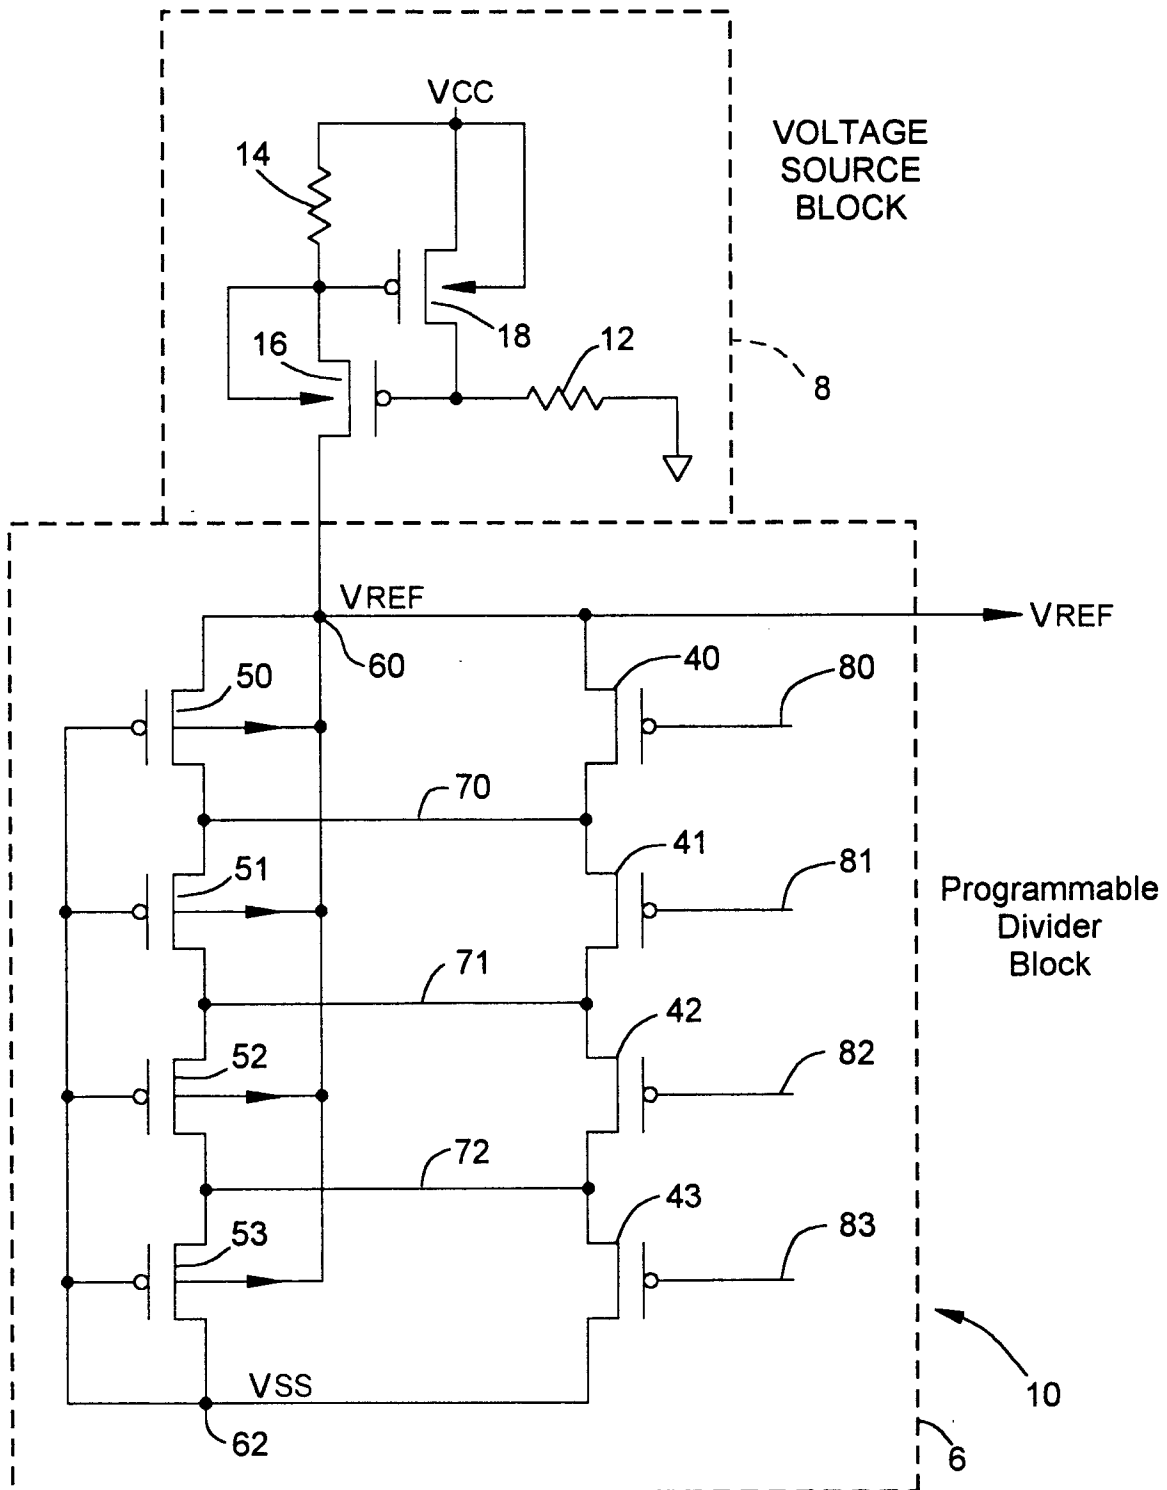 VCC
VOLTAGE
SOURCE
BLOCK
14
18
12
16
8
VREF
VREF
60
50
40
80
70
51
41
81
Programmable
Divider
Block
71
52
42
82
72
53
43
83
VSS
62
10
6